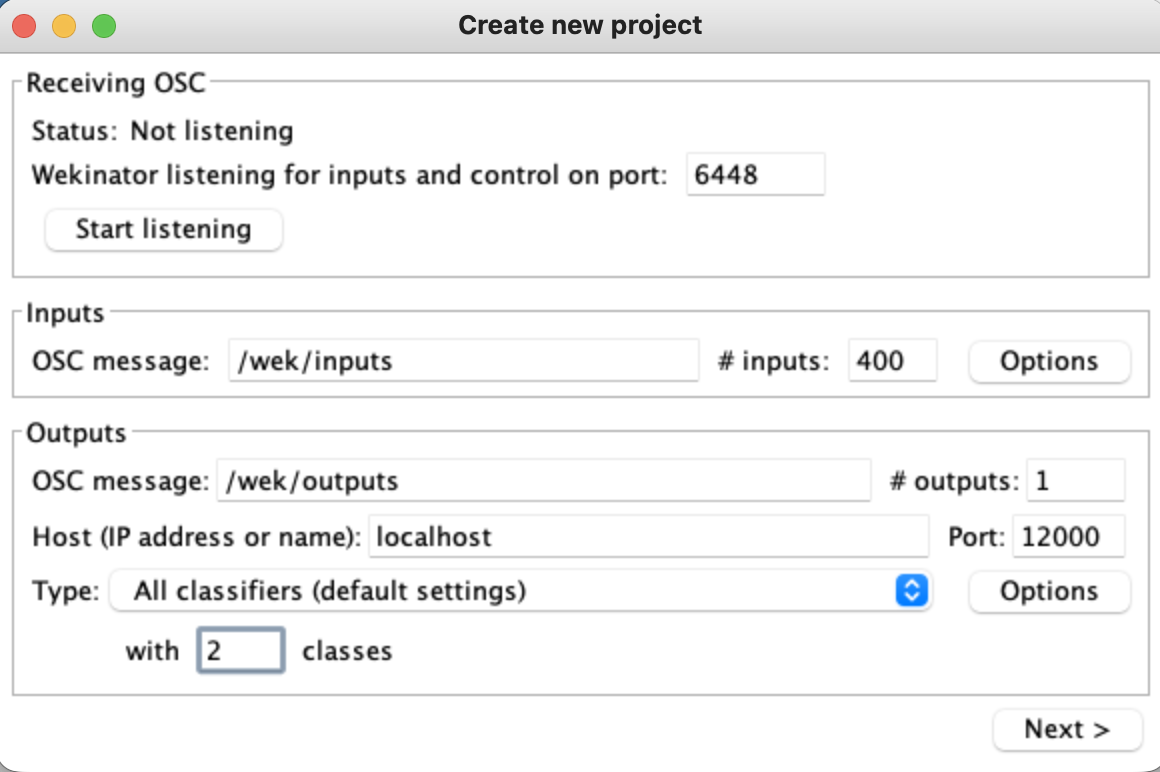 Create new project
Receiving OSC
Status: Not listening
Wekinator listening for inputs and control on port: 6448
Start listening
Inputs
OSC message: /wek/inputs # inputs: 400 Options
Outputs
OSC message: /wek/outputs # outputs: 1
Host (IP address or name): localhost Port: 12000
Type: All classifiers (default settings) Options
with 2 classes
Next >